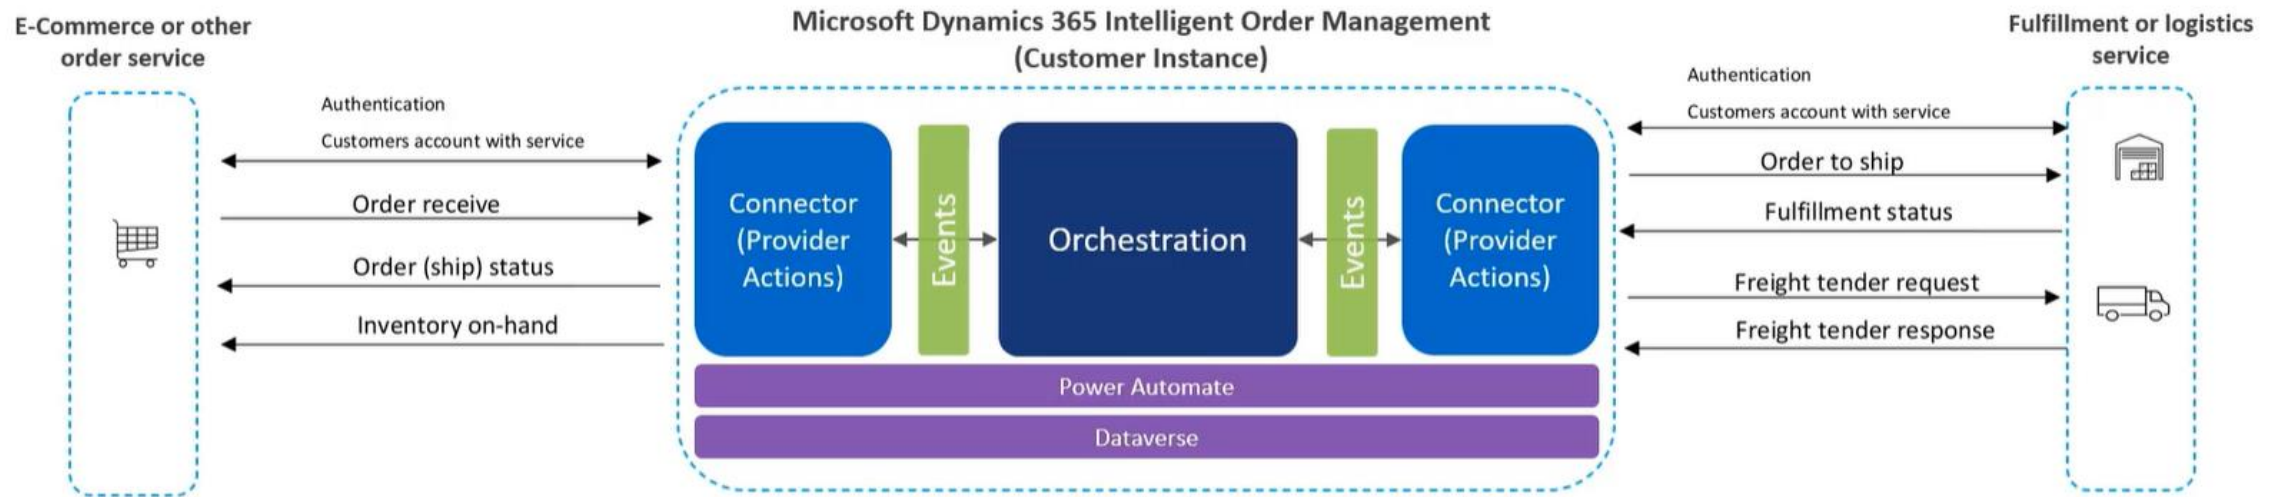 E-Commerce or other
order service
Authentication
Customers account with service
Order receive
Order (ship) status
Inventory on-hand
Microsoft Dynamics 365 Intelligent Order Management
(Customer Instance)
Connector
(Provider
Actions)
Events
Orchestration
Events
Connector
(Provider
Actions)
Power Automate
Dataverse
Authentication
Customers account with service
Order to ship
Fulfillment status
Freight tender request
Freight tender response
Fulfillment or logistics
service